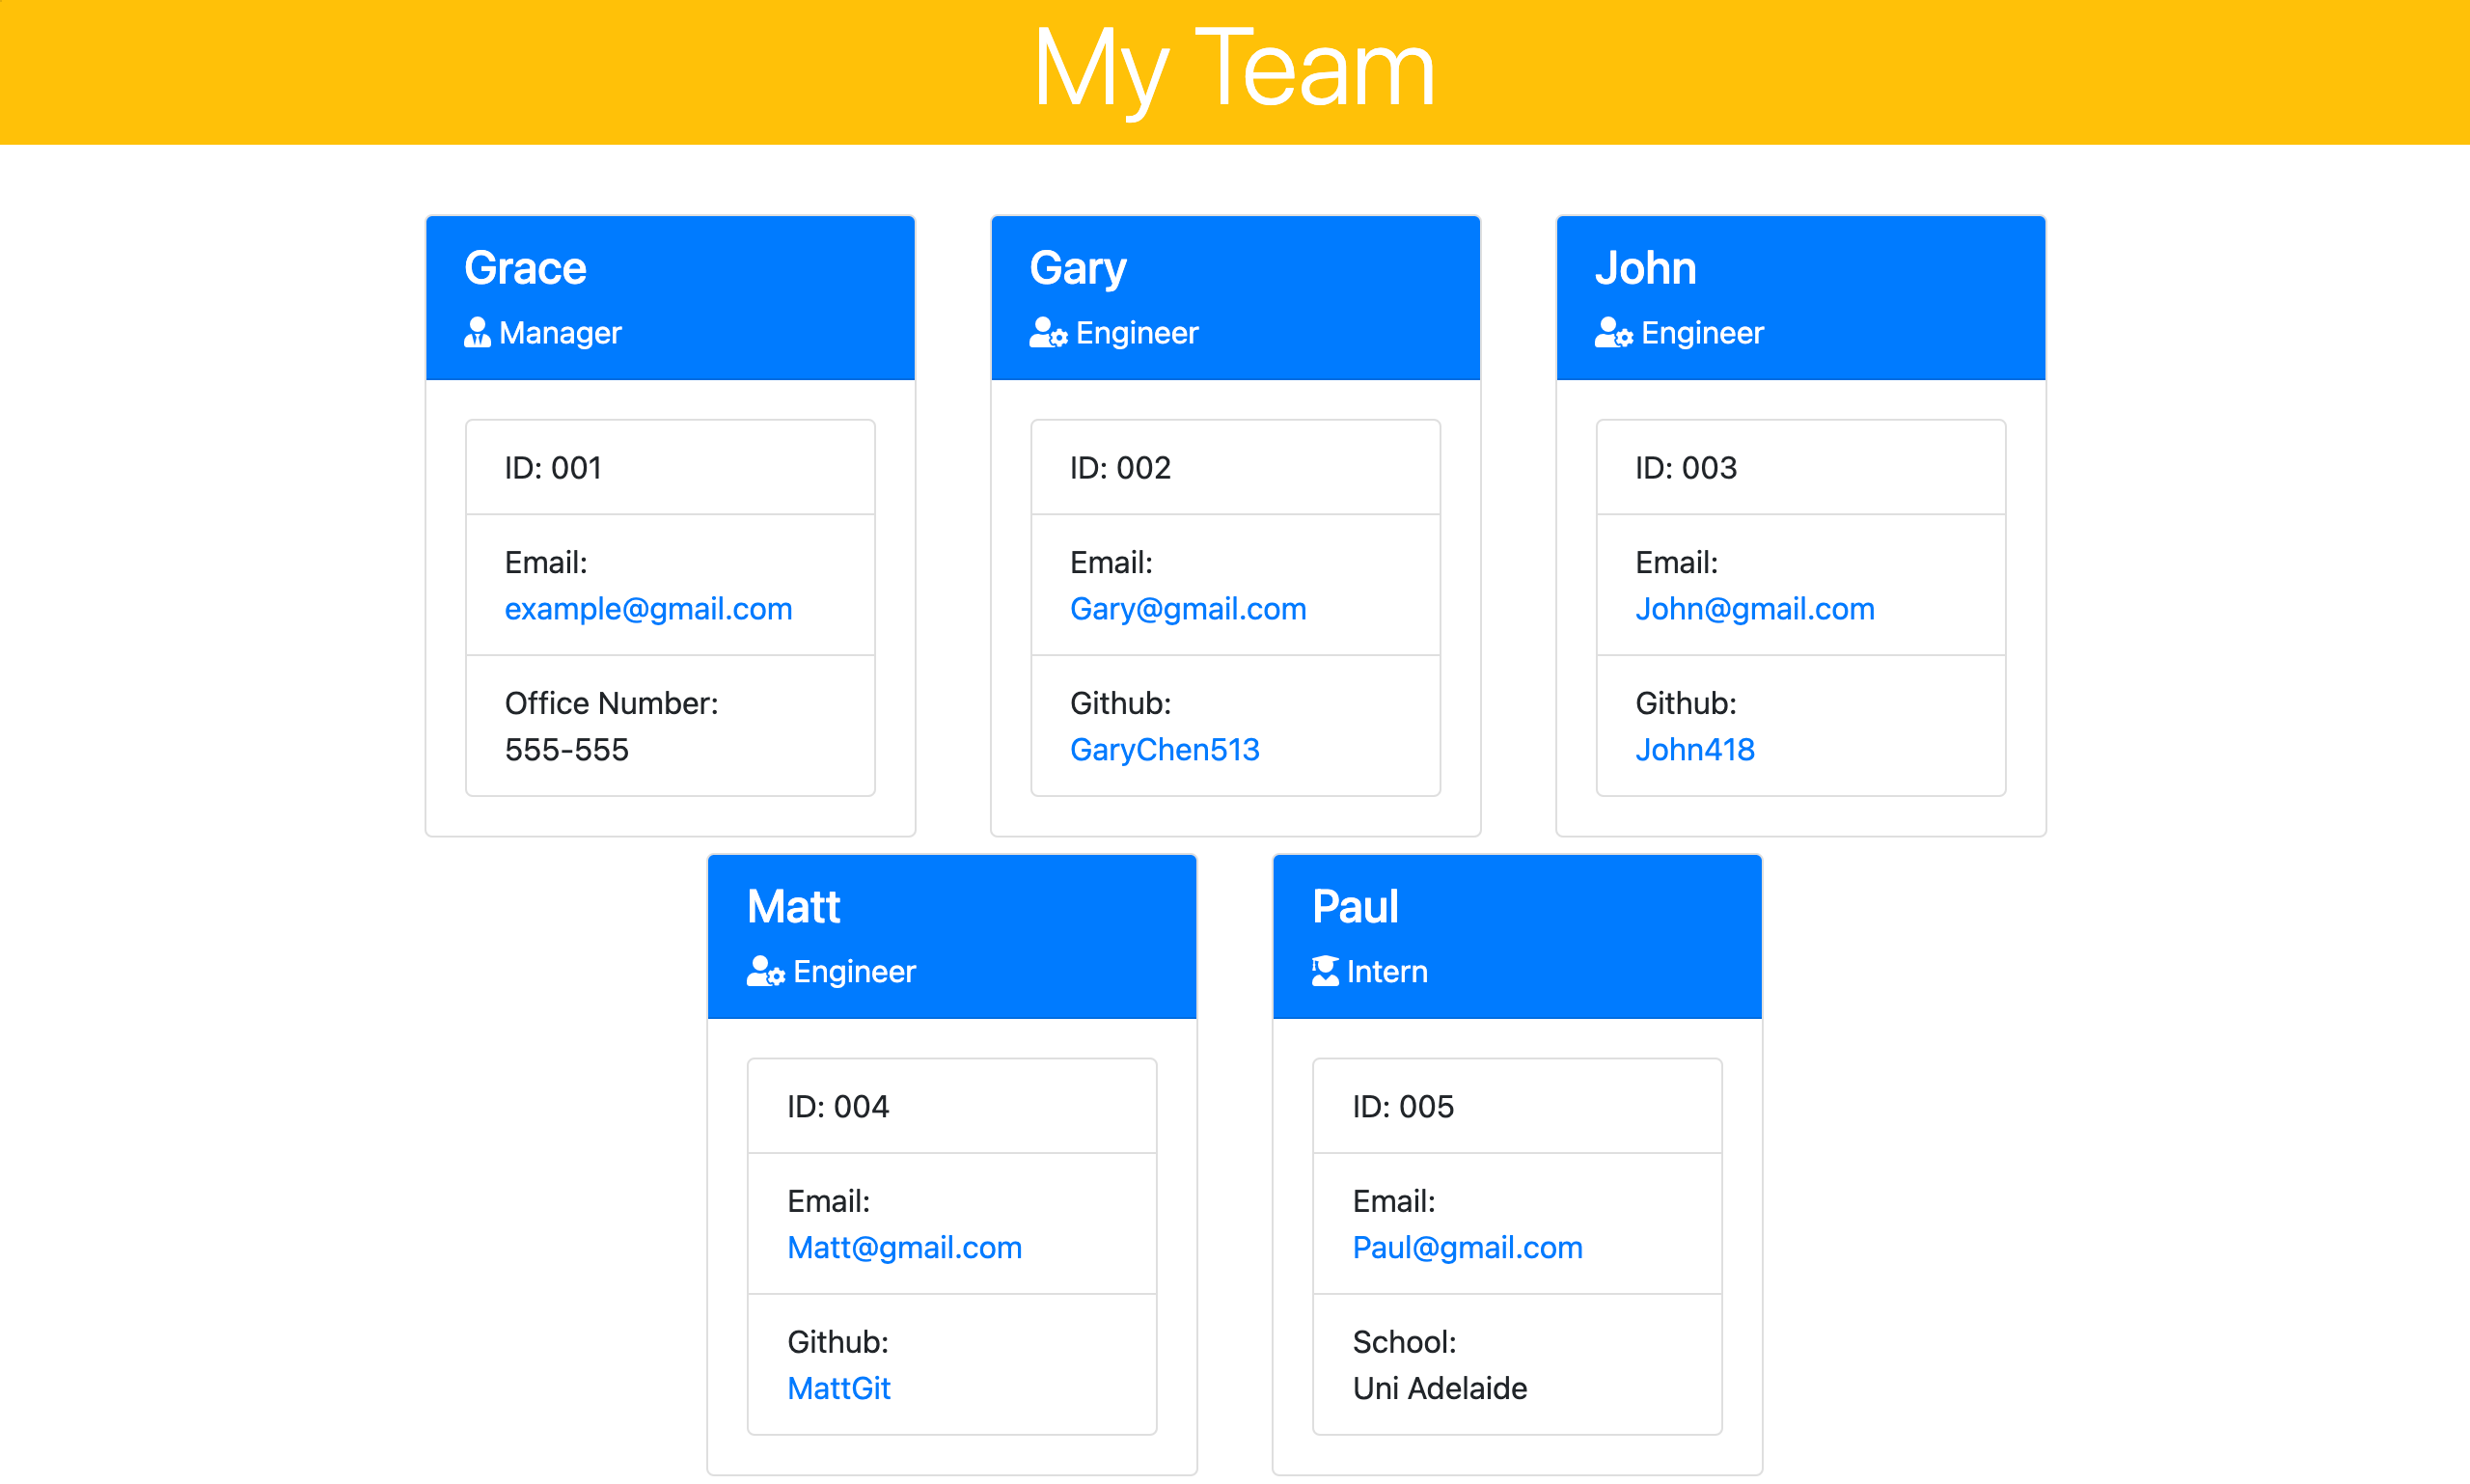 My Team
Grace
Manager
ID: 001
Email:
example@gmail.com
Office Number:
555-555
Gary
Engineer
ID: 002
Email:
Gary@gmail.com
Github:
GaryChen513
John
Engineer
ID: 003
Email:
John@gmail.com
Github:
John418
Matt
Engineer
ID: 004
Email:
Matt@gmail.com
Github:
MattGit
Paul
Intern
ID: 005
Email:
Paul@gmail.com
School:
Uni Adelaide